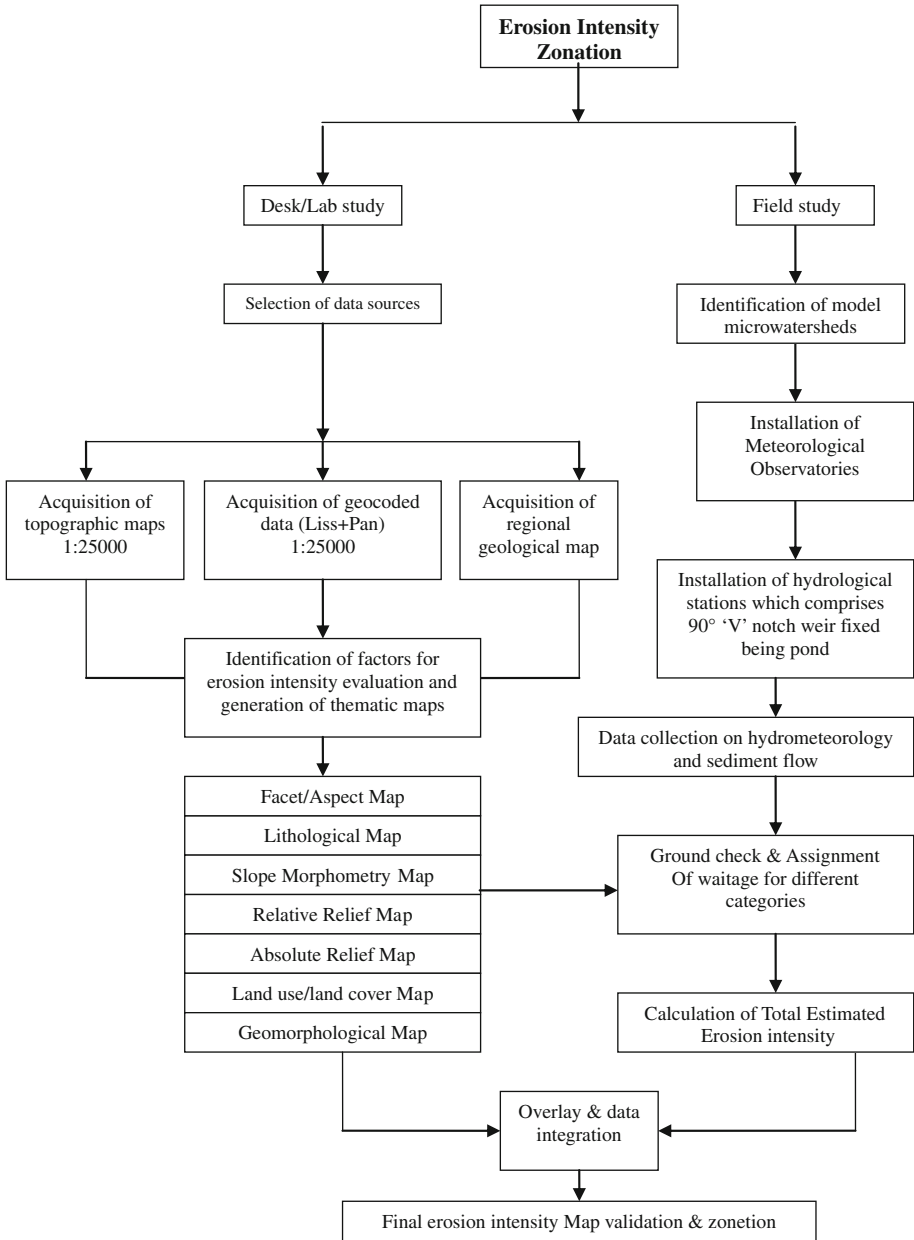 Erosion Intensity
Zonation
Desk/Lab study
Field study
Selection of data sources
Identification of model
microwatersheds
Installation of
Meteorological
Observatories
Acquisition of
topographic maps
1:25000
Acquisition of geocoded
data (Liss+Pan)
1:25000
Acquisition of
regional
geological map
Installation of hydrological
stations which comprises
90° ‘V’ notch weir fixed
being pond
Identification of factors for
erosion intensity evaluation and
generation of thematic maps
Data collection on hydrometeorology
and sediment flow
Facet/Aspect Map
Lithological Map
Slope Morphometry Map
Relative Relief Map
Absolute Relief Map
Land use/land cover Map
Geomorphological Map
Ground check & Assignment
Of waitage for different
categories
Calculation of Total Estimated
Erosion intensity
Overlay & data
integration
Final erosion intensity Map validation & zonetion